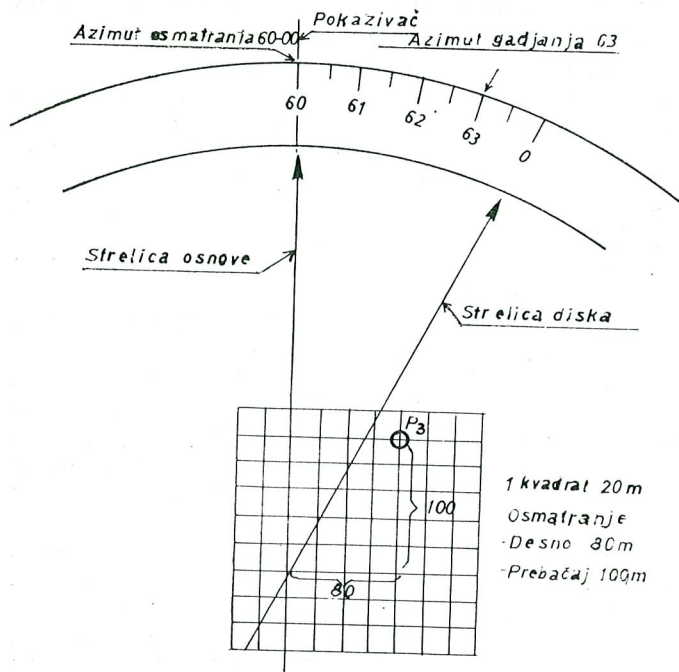 Pokazivač
Azimut osmatranja 60-00
Azimut gadjanja 63
60 61 62 63 0
Strelica osnove
Strelica diska
P3
100
80
1 kvadrat 20m
Osmatranje
-Desno 80m
-Prebačaj 100m